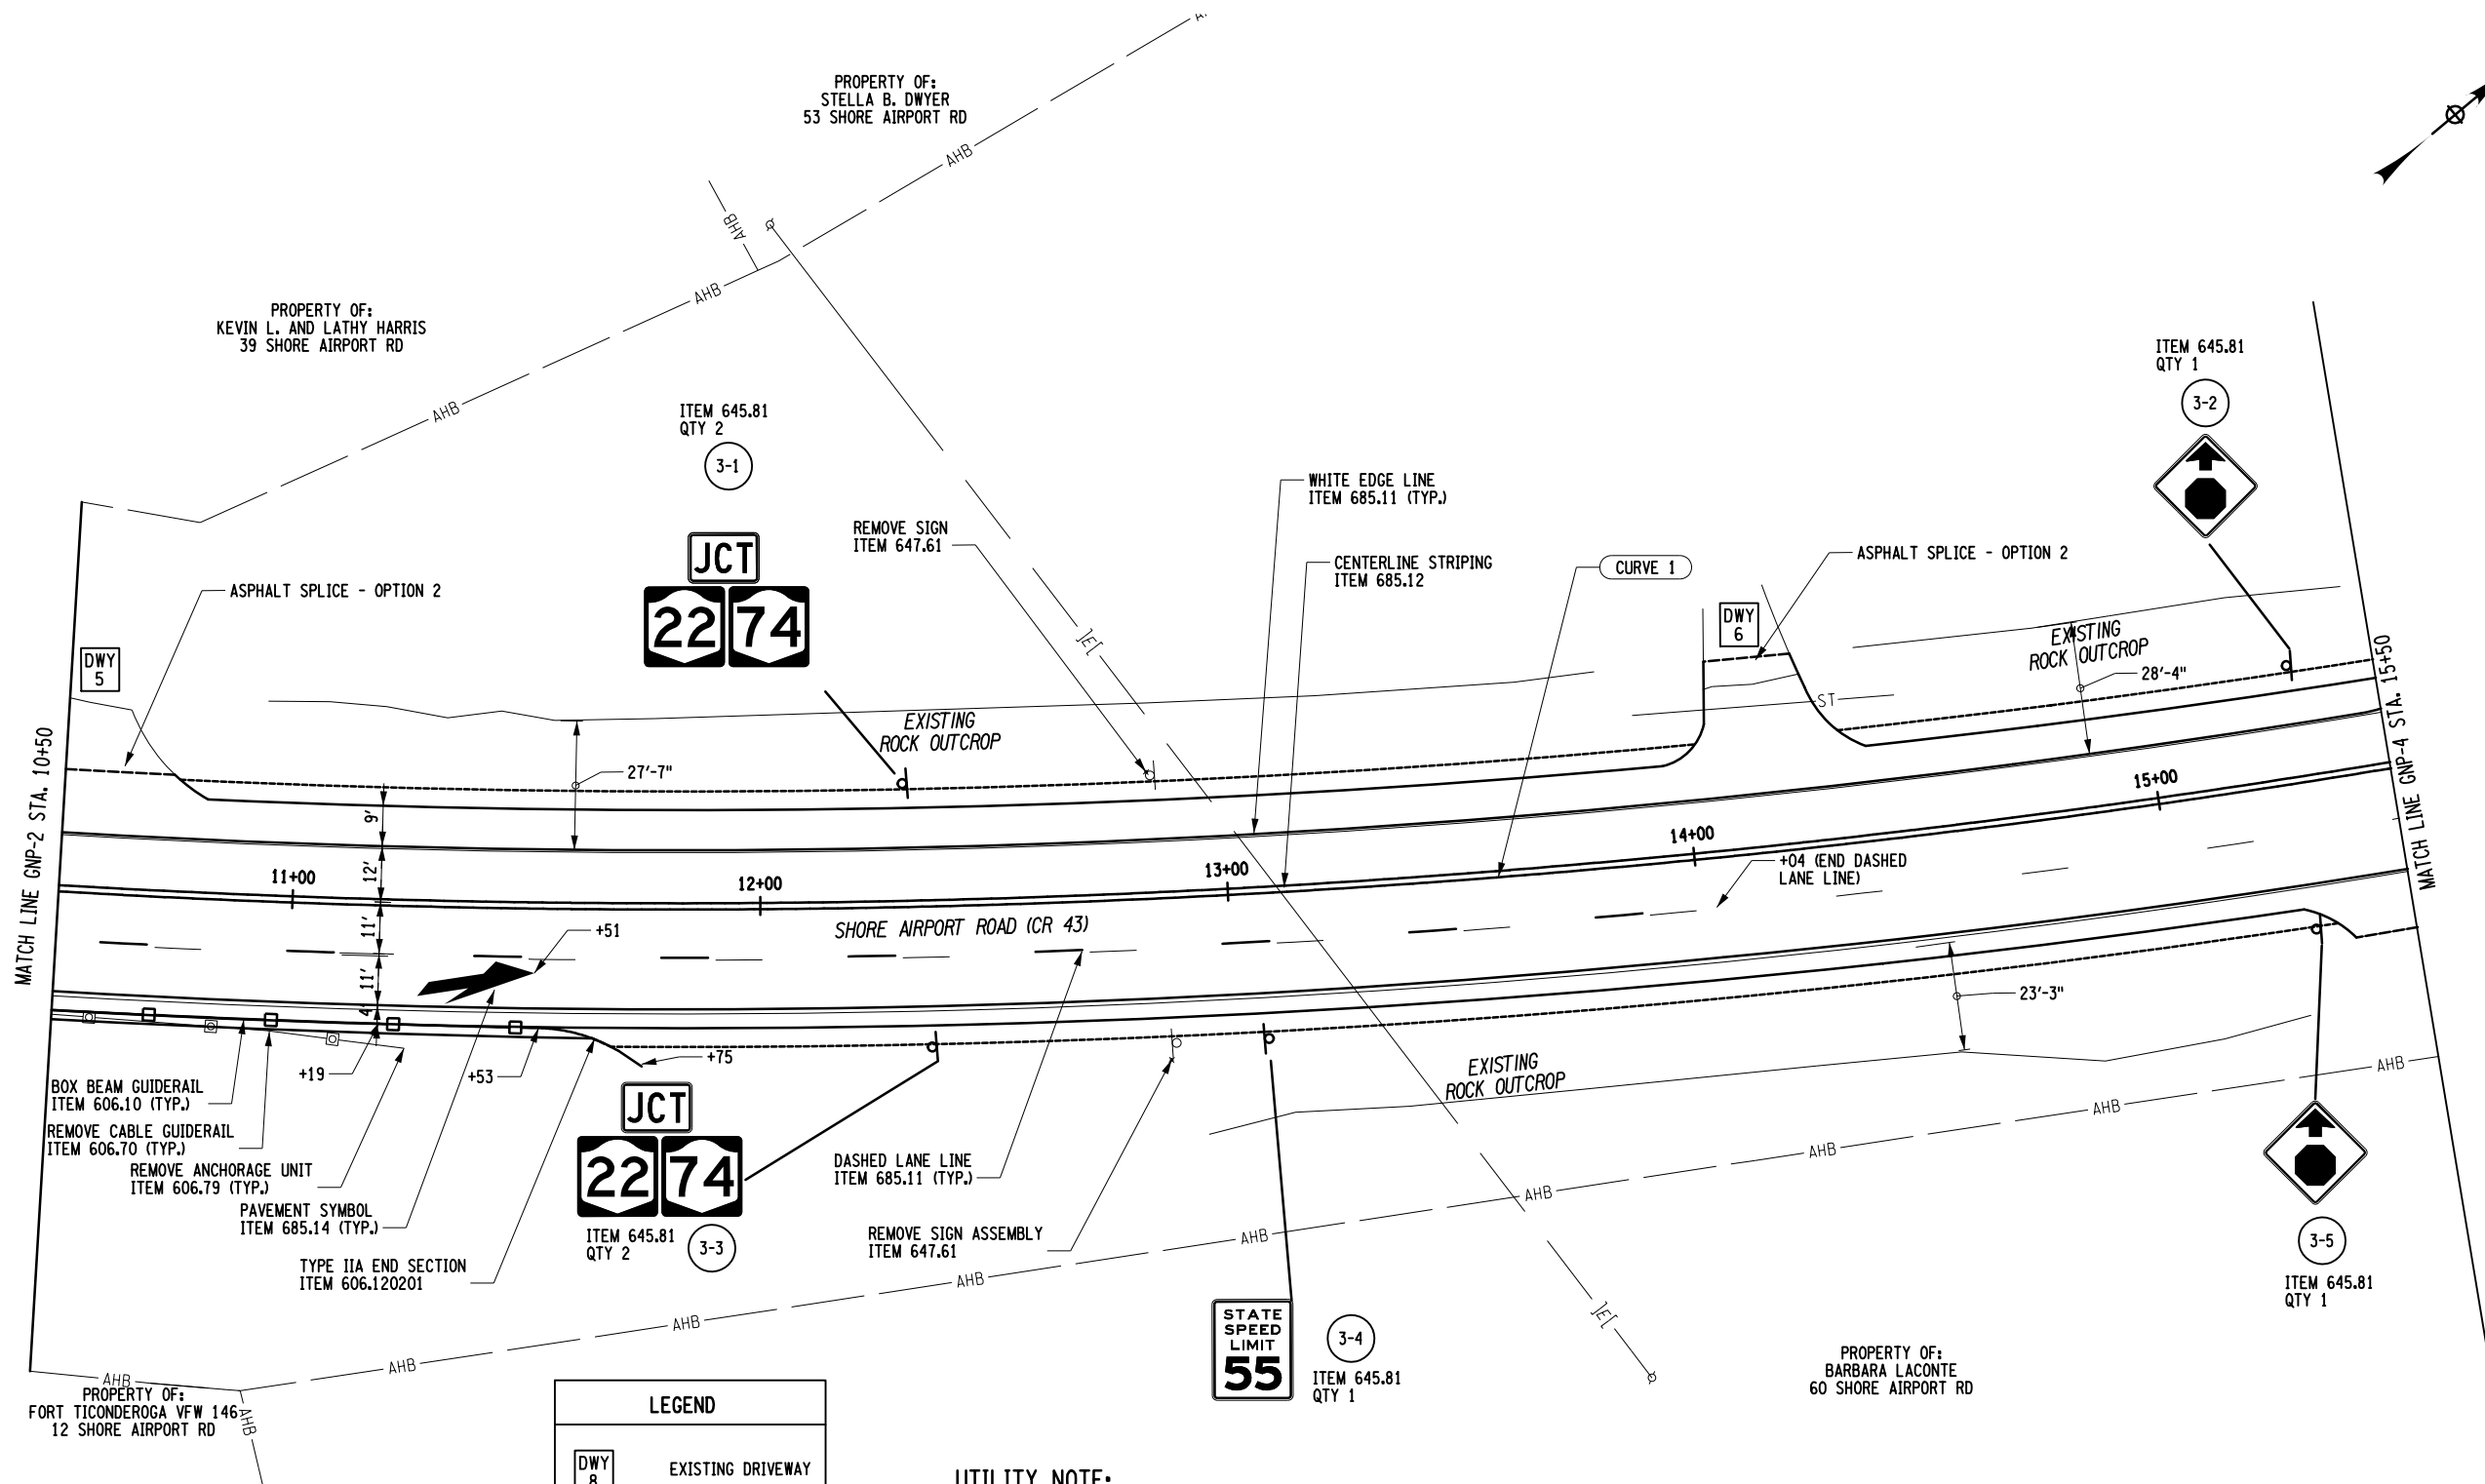 PROPERTY OF:
STELLA B. DWYER
53 SHORE AIRPORT RD
AHB
AHB
AHB
AHB
PROPERTY OF:
KEVIN L. AND LATHY HARRIS
39 SHORE AIRPORT RD
ITEM 645.81
QTY 1
3-2
ITEM 645.81
QTY 2
3-1
JCT
22 74
REMOVE SIGN
ITEM 647.61
WHITE EDGE LINE
ITEM 685.11 (TYP.)
CENTERLINE STRIPING
ITEM 685.12
CURVE 1
ASPHALT SPLICE - OPTION 2
ASPHALT SPLICE - OPTION 2
DWY
5
DWY
6
]E[
EXISTING
ROCK OUTCROP
EXISTING
ROCK OUTCROP
28'-4"
ST
27'-7"
9'
12'
11'
11'
4'
MATCH LINE GNP-2 STA. 10+50
MATCH LINE GNP-4 STA. 15+50
11+00
12+00
13+00
14+00
15+00
+04 (END DASHED
LANE LINE)
SHORE AIRPORT ROAD (CR 43)
+51
+19
+53
+75
23'-3"
EXISTING
ROCK OUTCROP
BOX BEAM GUIDERAIL
ITEM 606.10 (TYP.)
REMOVE CABLE GUIDERAIL
ITEM 606.70 (TYP.)
REMOVE ANCHORAGE UNIT
ITEM 606.79 (TYP.)
PAVEMENT SYMBOL
ITEM 685.14 (TYP.)
TYPE IIA END SECTION
ITEM 606.120201
JCT
22 74
ITEM 645.81
QTY 2
3-3
DASHED LANE LINE
ITEM 685.11 (TYP.)
REMOVE SIGN ASSEMBLY
ITEM 647.61
STATE
SPEED
LIMIT
55
3-4
ITEM 645.81
QTY 1
3-5
ITEM 645.81
QTY 1
AHB
AHB
AHB
AHB
AHB
AHB
AHB
AHB
AHB
AHB
]E[
PROPERTY OF:
FORT TICONDEROGA VFW 146
12 SHORE AIRPORT RD
PROPERTY OF:
BARBARA LACONTE
60 SHORE AIRPORT RD
LEGEND
DWY
8
EXISTING DRIVEWAY
UTILITY NOTE: